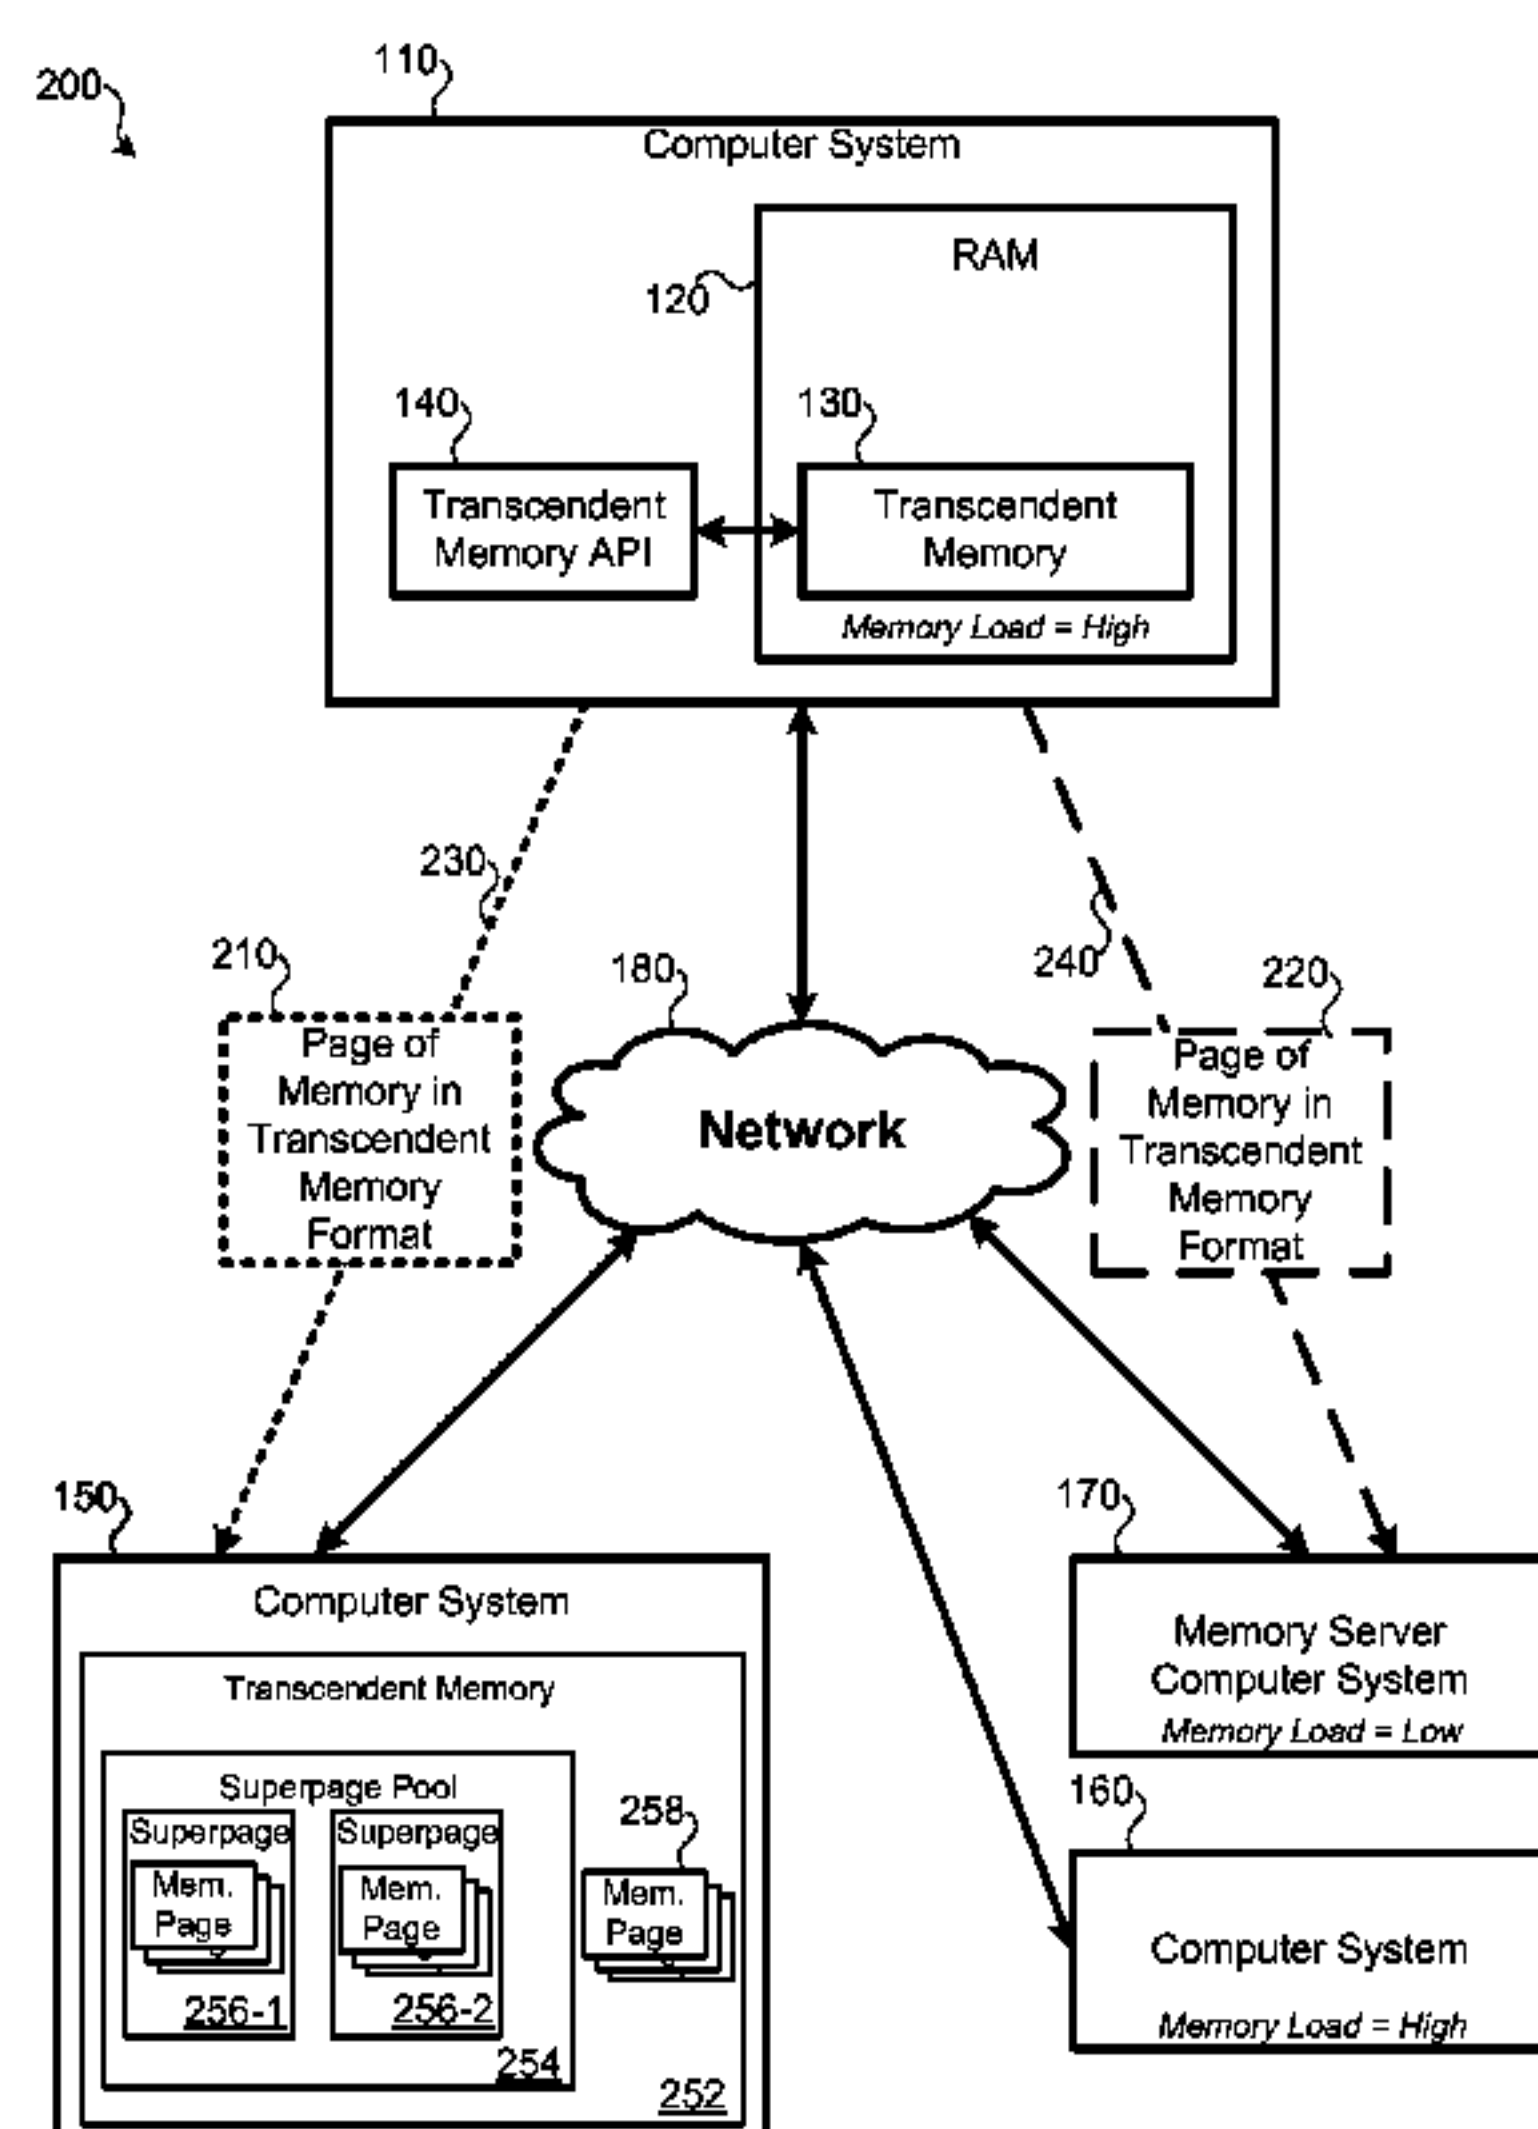 200
110
Computer System
RAM
120
140
130
Transcendent
Memory API
Transcendent
Memory
Memory Load = High
230
240
210
180
220
Page of
Memory in
Transcendent
Memory
Format
Network
Page of
Memory in
Transcendent
Memory
Format
150
170
Computer System
Transcendent Memory
Superpage Pool
Superpage
Mem.
Page
256-1
Superpage
Mem.
Page
256-2
254
258
Mem.
Page
252
Memory Server
Computer System
Memory Load = Low
160
Computer System
Memory Load = High